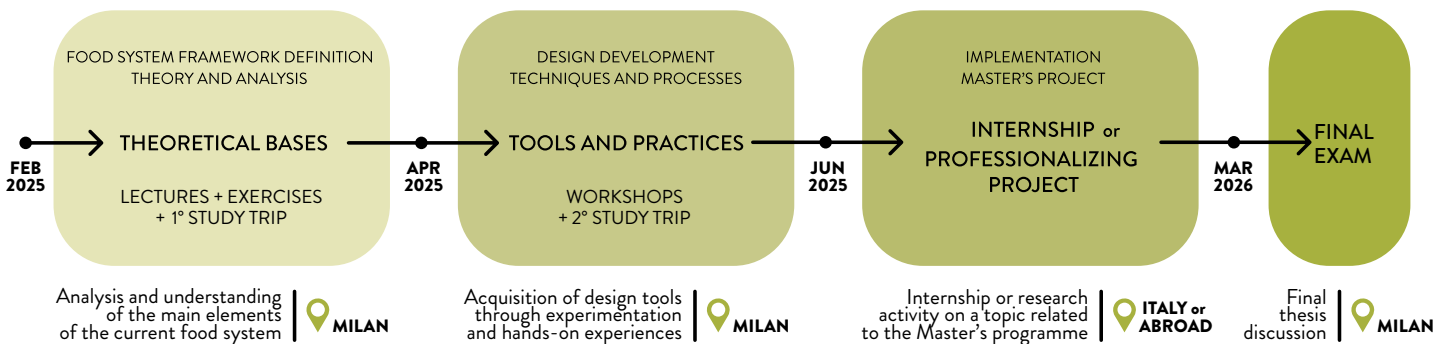 FOOD SYSTEM FRAMEWORK DEFINITION
THEORY AND ANALYSIS
DESIGN DEVELOPMENT
TECHNIQUES AND PROCESSES
IMPLEMENTATION
MASTER'S PROJECT
FEB
2025
THEORETICAL BASES
APR
2025
TOOLS AND PRACTICES
JUN
2025
INTERNSHIP or
PROFESSIONALIZING
PROJECT
MAR
2026
FINAL
EXAM
LECTURES + EXERCISES
+ 1° STUDY TRIP
WORKSHOPS
+ 2° STUDY TRIP
Analysis and understanding
of the main elements
of the current food system
MILAN
Acquisition of design tools
through experimentation
and hands-on experiences
MILAN
Internship or research
activity on a topic related
to the Master's programme
ITALY or
ABROAD
Final
thesis
discussion
MILAN